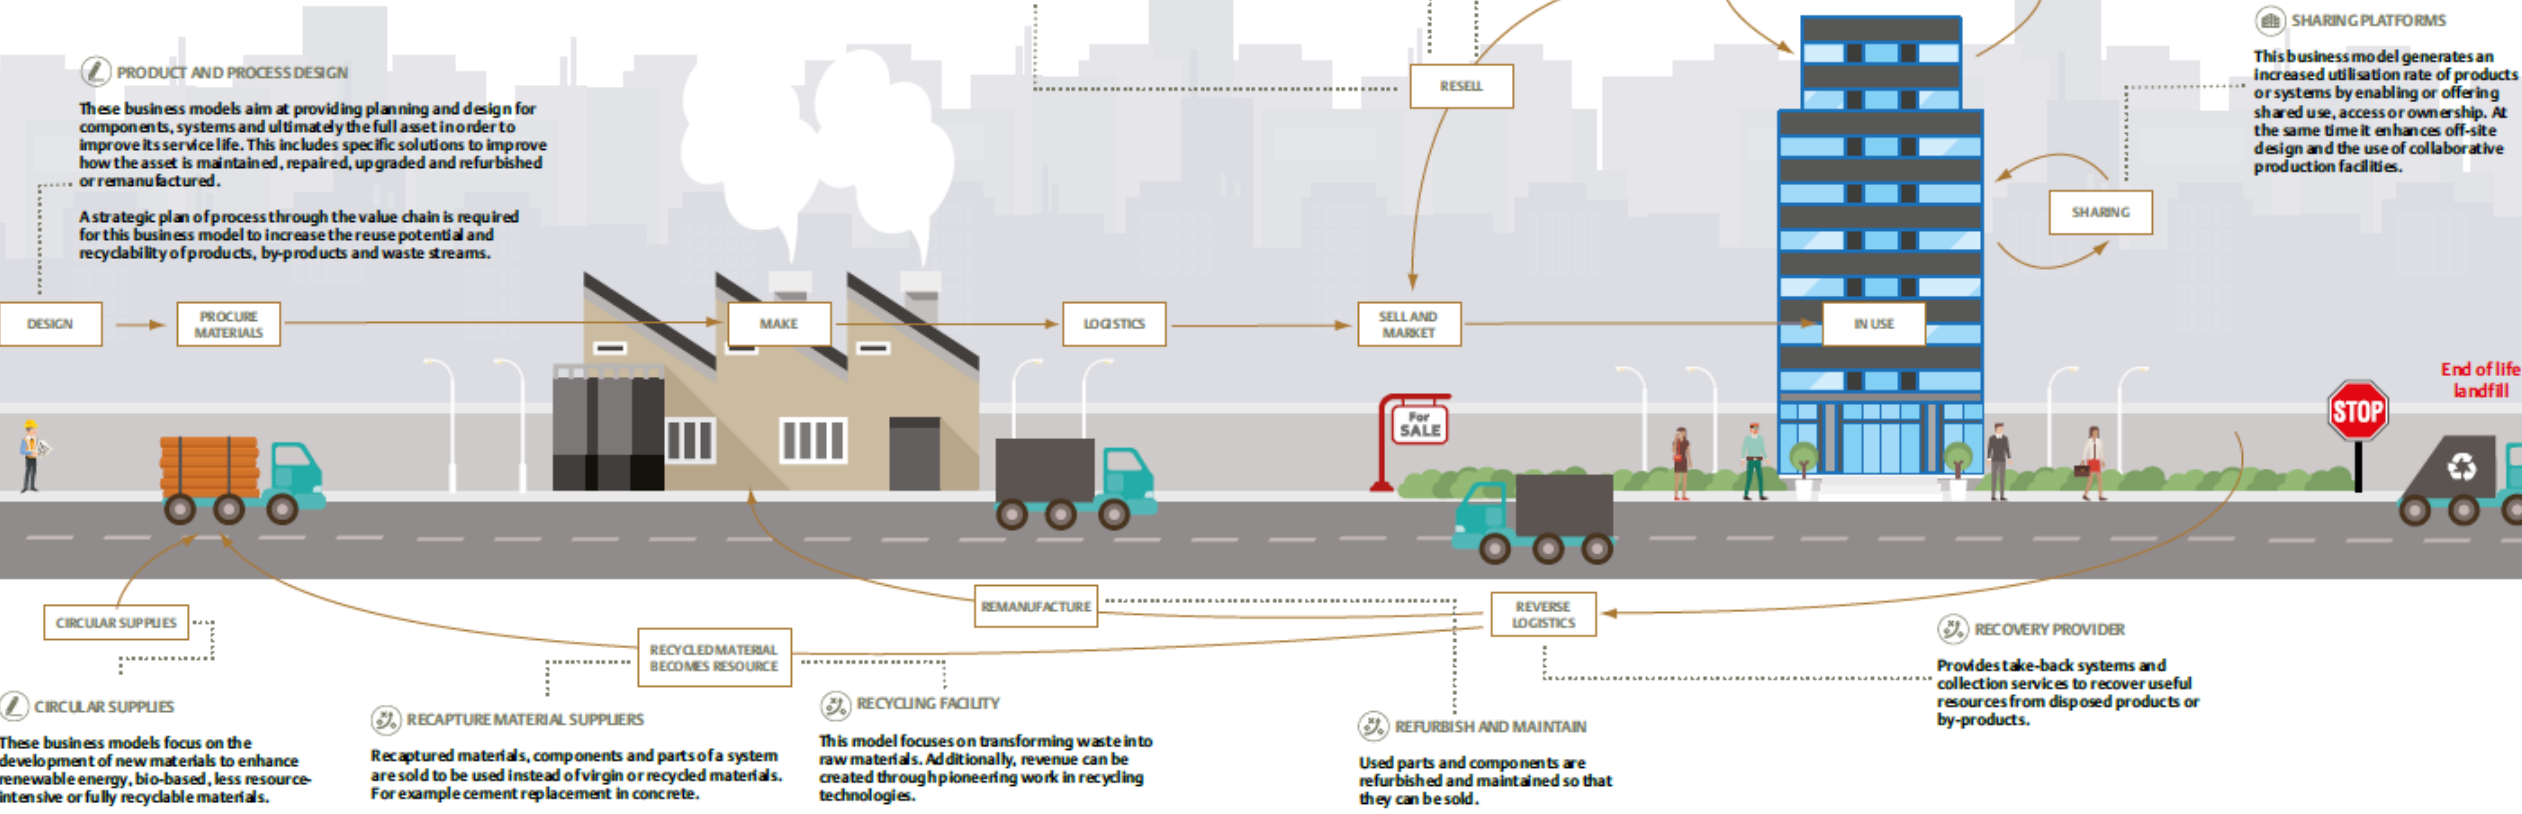 PRODUCT AND PROCESS DESIGN
These business models aim at providing planning and design for
components, systems and ultimately the full asset in order to
improve its service life. This includes specific solutions to improve
how the asset is maintained, repaired, upgraded and refurbished
or remanufactured.
A strategic plan of process through the value chain is required
for this business model to increase the reuse potential and
recyclability of products, by-products and waste streams.
RESELL
SHARING PLATFORMS
This business model generates an
increased utilisation rate of products
or systems by enabling or offering
shared use, access or ownership. At
the same time it enhances off-site
design and the use of collaborative
production facilities.
SHARING
DESIGN
PROCURE
MATERIALS
MAKE
LOGISTICS
SELL AND
MARKET
IN USE
End of life
landfill
STOP
For
SALE
CIRCULAR SUPPLIES
RECYCLED MATERIAL
BECOMES RESOURCE
REMANUFACTURE
REVERSE
LOGISTICS
CIRCULAR SUPPLIES
These business models focus on the
development of new materials to enhance
renewable energy, bio-based, less resource-
intensive or fully recyclable materials.
RECAPTURE MATERIAL SUPPLIERS
Recaptured materials, components and parts of a system
are sold to be used instead of virgin or recycled materials.
For example cement replacement in concrete.
RECYCLING FACILITY
This model focuses on transforming waste into
raw materials. Additionally, revenue can be
created through pioneering work in recycling
technologies.
REFURBISH AND MAINTAIN
Used parts and components are
refurbished and maintained so that
they can be sold.
RECOVERY PROVIDER
Provides take-back systems and
collection services to recover useful
resources from disposed products or
by-products.